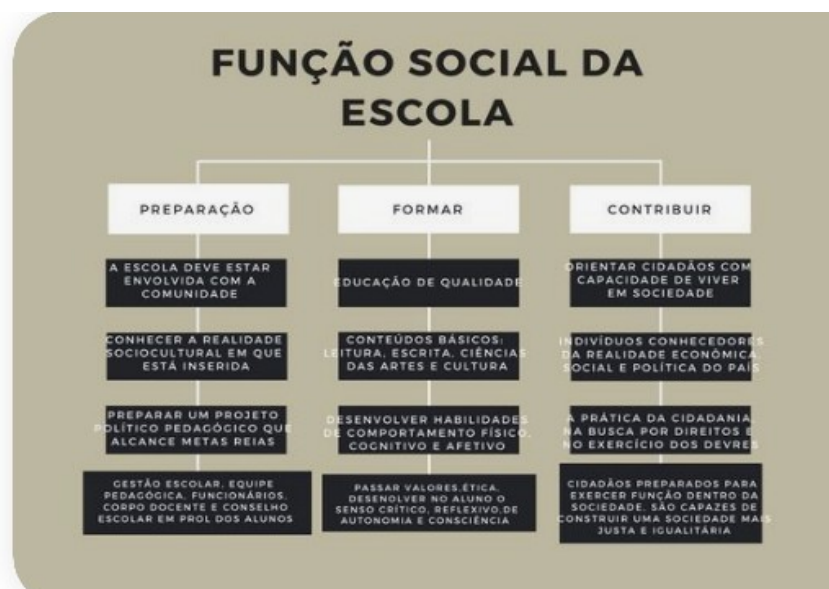 FUNÇÃO SOCIAL DA
ESCOLA
PREPARAÇÃO
A ESCOLA DEVE ESTAR
ENVOLVIDA COM A
COMUNIDADE
CONHECER A REALIDADE
SOCIOCULTURAL EM QUE
ESTÁ INSERIDA
PREPARAR UM PROJETO
POLÍTICO PEDAGÓGICO QUE
ALCANCE METAS REIAS
GESTÃO ESCOLAR, EQUIPE
PEDAGÓGICA, FUNCIONÁRIOS,
CORPO DOCENTE E CONSELHO
ESCOLAR EM PROL DOS ALUNOS
FORMAR
EDUCAÇÃO DE QUALIDADE
CONTEÚDOS BÁSICOS:
LEITURA, ESCRITA, CIÊNCIAS
DAS ARTES E CULTURA
DESENVOLVER HABILIDADES
DE COMPORTAMENTO FÍSICO,
COGNITIVO E AFETIVO
PASSAR VALORES,ÉTICA,
DESENOLVER NO ALUNO O
SENSO CRÍTICO, REFLEXIVO,DE
AUTONOMIA E CONSCIÊNCIA
CONTRIBUIR
ORIENTAR CIDADÃOS COM
CAPACIDADE DE VIVER
EM SOCIEDADE
INDIVÍDUOS CONHECEDORES
DA REALIDADE ECONÔMICA,
SOCIAL E POLÍTICA DO PAÍS
A PRÁTICA DA CIDADANIA
NA BUSCA POR DIREITOS E
NO EXERCÍCIO DOS DEVRES
CIDADÃOS PREPARADOS PARA
EXERCER FUNÇÃO DENTRO DA
SOCIEDADE, SÃO CAPAZES DE
CONSTRUIR UMA SOCIEDADE MAIS
JUSTA E IGUALITÁRIA